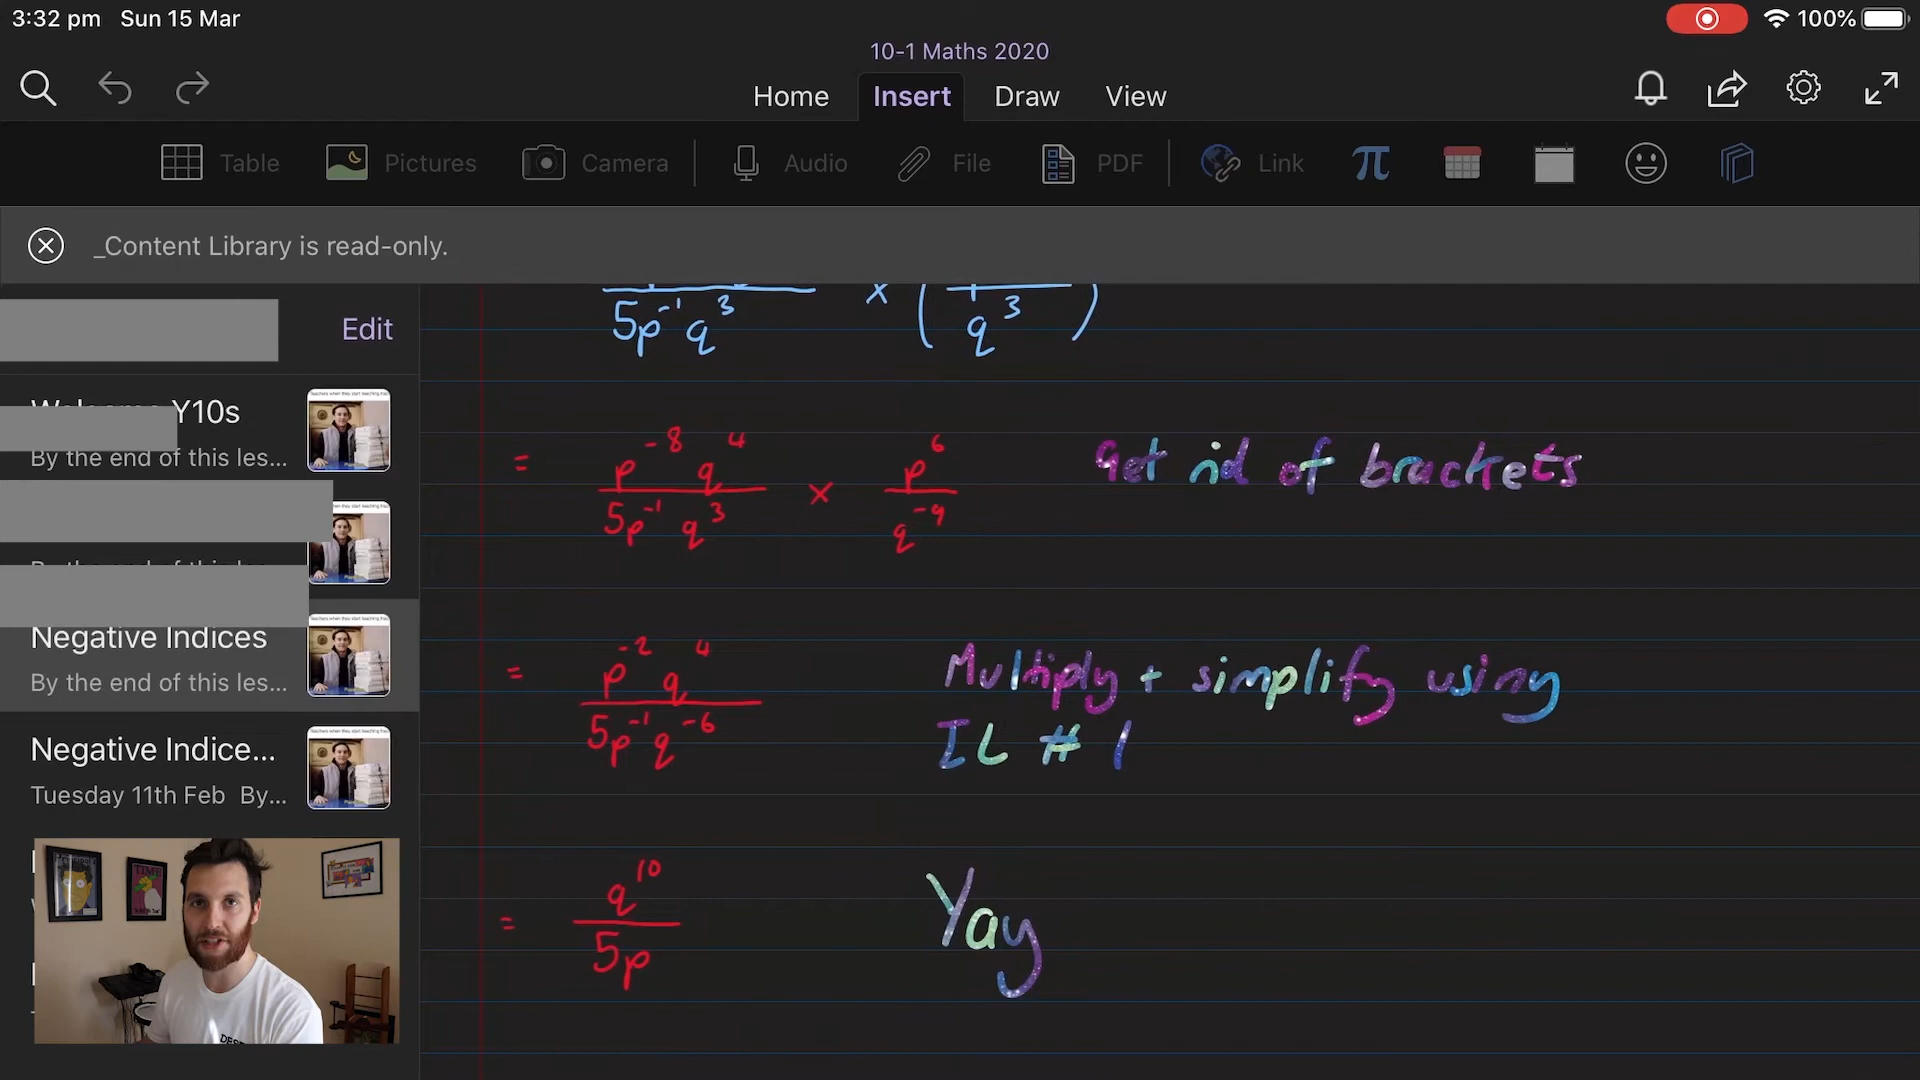 3:32 pm Sun 15 Mar
100%
10-1 Maths 2020
Home Insert Draw View
Table Pictures Camera Audio File PDF Link π
_Content Library is read-only.
Edit
Y10s
By the end of this les...
Negative Indices
By the end of this les...
Negative Indice...
Tuesday 11th Feb By...
5p⁻¹q³ × ( q³ )
= p⁻⁸ q⁴ / 5p⁻¹ q³ × p⁶ / q⁻⁹ Get rid of brackets
= p⁻² q⁴ / 5p⁻¹ q⁻⁶ Multiply + simplify using
IL # 1
= q¹⁰ / 5p Yay